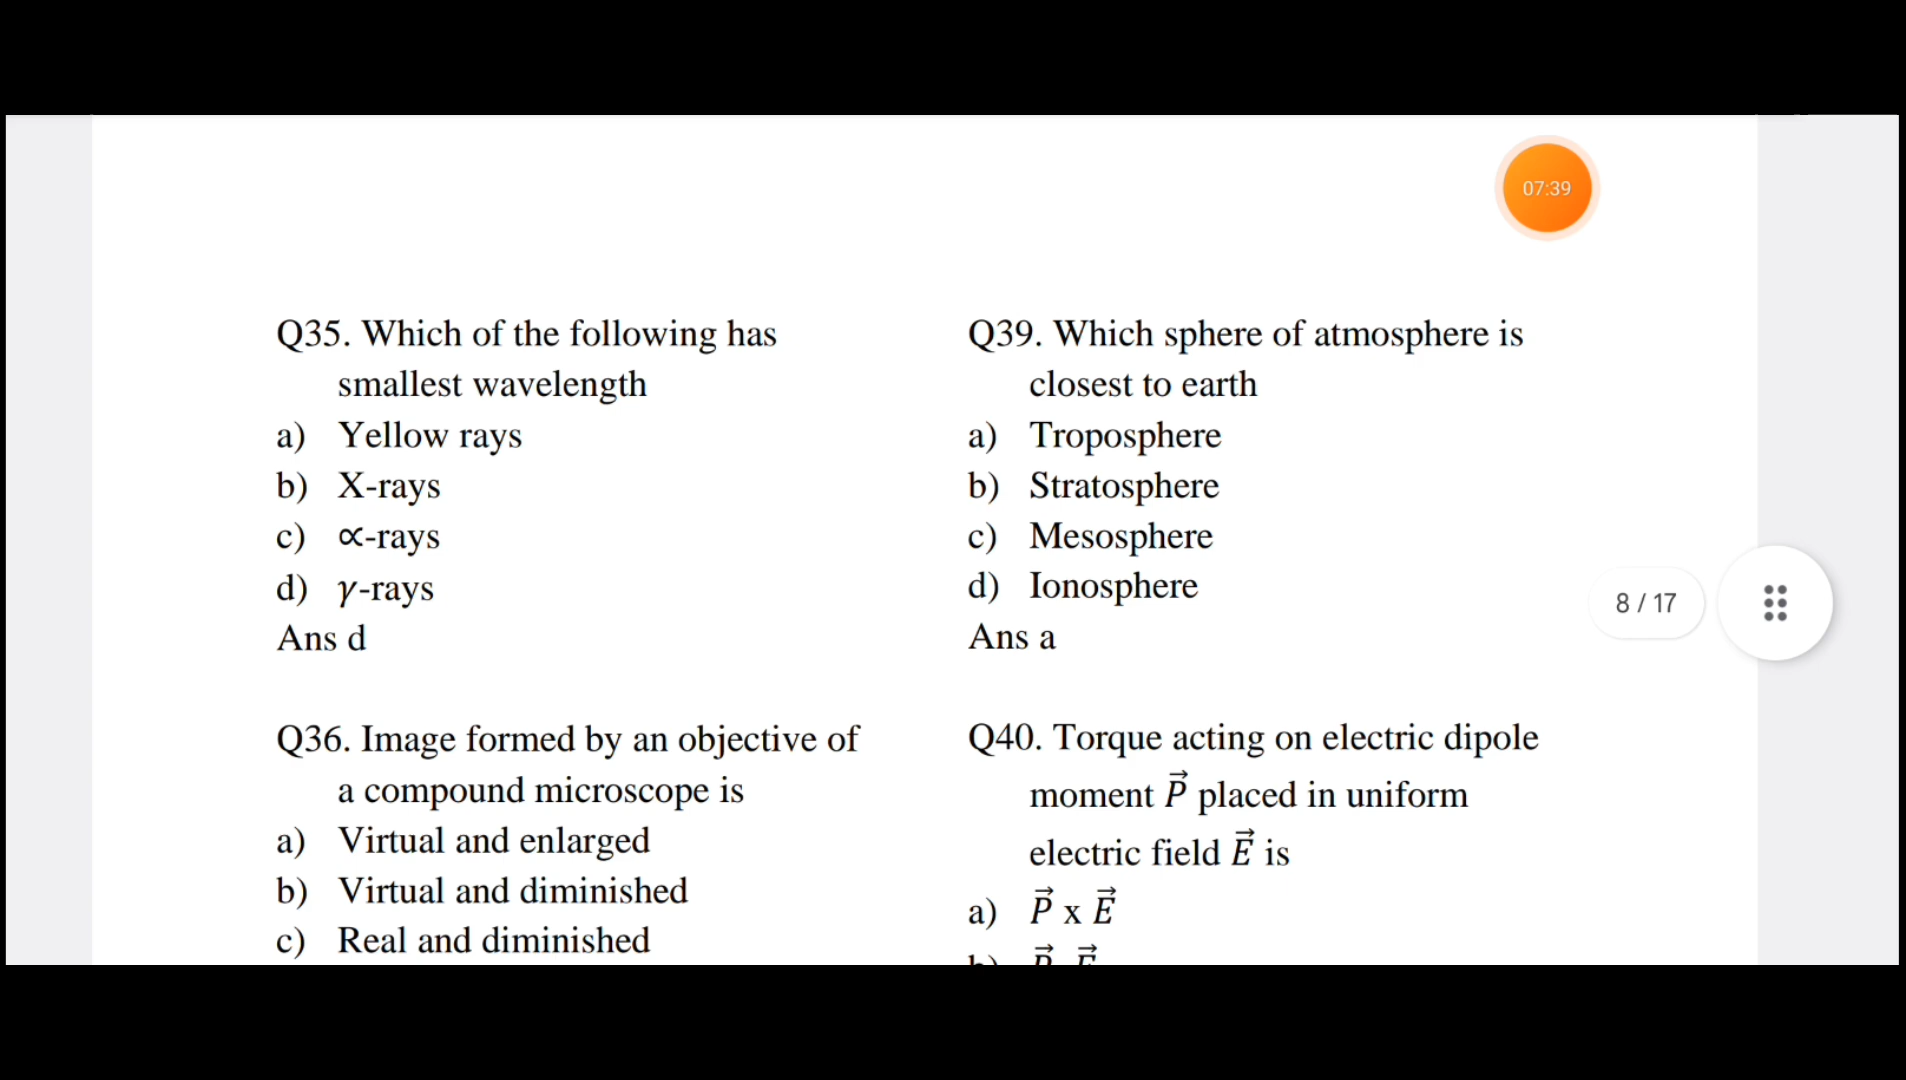 07:39
Q35. Which of the following has
smallest wavelength
a) Yellow rays
b) X-rays
c) ∝-rays
d) γ-rays
Ans d
Q36. Image formed by an objective of
a compound microscope is
a) Virtual and enlarged
b) Virtual and diminished
c) Real and diminished
Q39. Which sphere of atmosphere is
closest to earth
a) Troposphere
b) Stratosphere
c) Mesosphere
d) Ionosphere
Ans a
Q40. Torque acting on electric dipole
moment P⃗ placed in uniform
electric field E⃗ is
a) P⃗ x E⃗
8 / 17